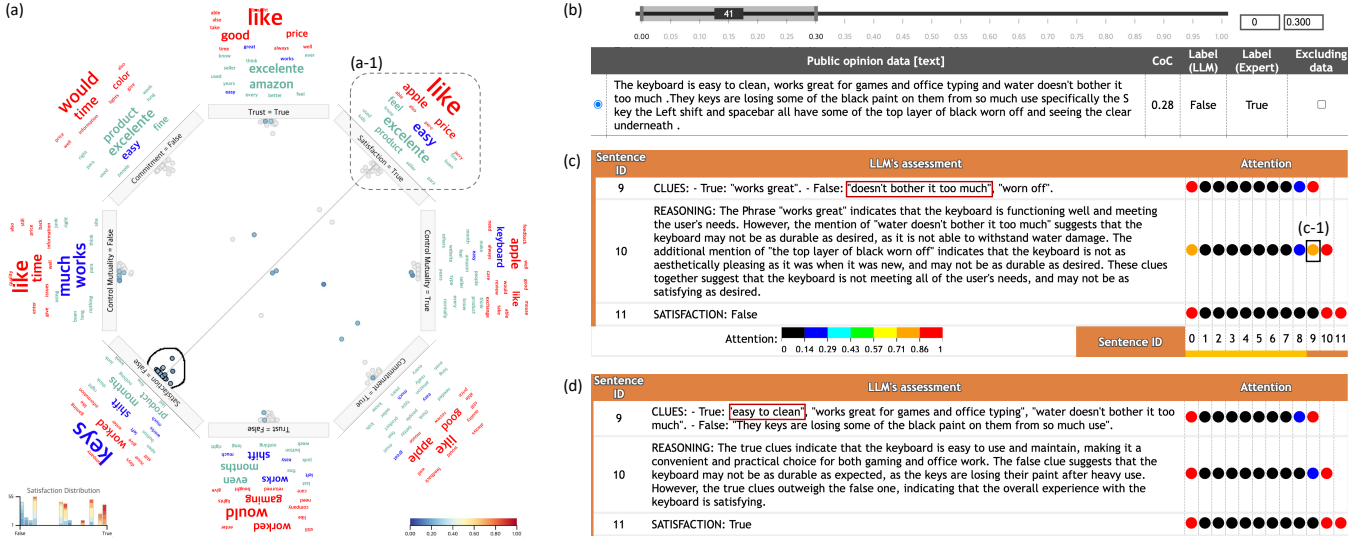 (a)
like
good
price
excelente
amazon
great
always
well
time
know
think
works
ever
seller
used
years
easy
every
better
feel
able
also
take
Trust = True
(a-1)
like
apple
feel
easy
price
excelente
product
Satisfaction = True
would
time
color
product
excelente
fine
easy
Commitment = False
like
time
much
works
Control Mutuality = False
keyboard
apple
like
Control Mutuality = True
keys
worked
shift
months
product
Satisfaction = False
good
like
apple
great
much
Commitment = True
Trust = False
shift
works
months
even
gaming
would
worked
Satisfaction Distribution
55
1
False
True
0.00 0.20 0.40 0.60 0.80 1.00
(b)
41
0.00 0.05 0.10 0.15 0.20 0.25 0.30 0.35 0.40 0.45 0.50 0.55 0.60 0.65 0.70 0.75 0.80 0.85 0.90 0.95 1.0
0
0.300
Public opinion data [text]
CoC
Label
(LLM)
Label
(Expert)
Excluding
data
The keyboard is easy to clean, works great for games and office typing and water doesn't bother it
too much .They keys are losing some of the black paint on them from so much use specifically the S
key the Left shift and spacebar all have some of the top layer of black worn off and seeing the clear
underneath .
0.28
False
True
(c)
Sentence
ID
LLM's assessment
Attention
9
CLUES: - True: "works great". - False: "doesn't bother it too much", "worn off".
10
REASONING: The Phrase "works great" indicates that the keyboard is functioning well and meeting
the user's needs. However, the mention of "water doesn't bother it too much" suggests that the
keyboard may not be as durable as desired, as it is not able to withstand water damage. The
additional mention of "the top layer of black worn off" indicates that the keyboard is not as
aesthetically pleasing as it was when it was new, and may not be as durable as desired. These clues
together suggest that the keyboard is not meeting all of the user's needs, and may not be as
satisfying as desired.
(c-1)
11
SATISFACTION: False
Attention:
0 0.14 0.29 0.43 0.57 0.71 0.86 1
Sentence ID
0 1 2 3 4 5 6 7 8 9 10 11
(d)
Sentence
ID
LLM's assessment
Attention
9
CLUES: - True: "easy to clean", "works great for games and office typing", "water doesn't bother it too
much". - False: "They keys are losing some of the black paint on them from so much use".
10
REASONING: The true clues indicate that the keyboard is easy to use and maintain, making it a
convenient and practical choice for both gaming and office work. The false clue suggests that the
keyboard may not be as durable as expected, as the keys are losing their paint after heavy use.
However, the true clues outweigh the false one, indicating that the overall experience with the
keyboard is satisfying.
11
SATISFACTION: True